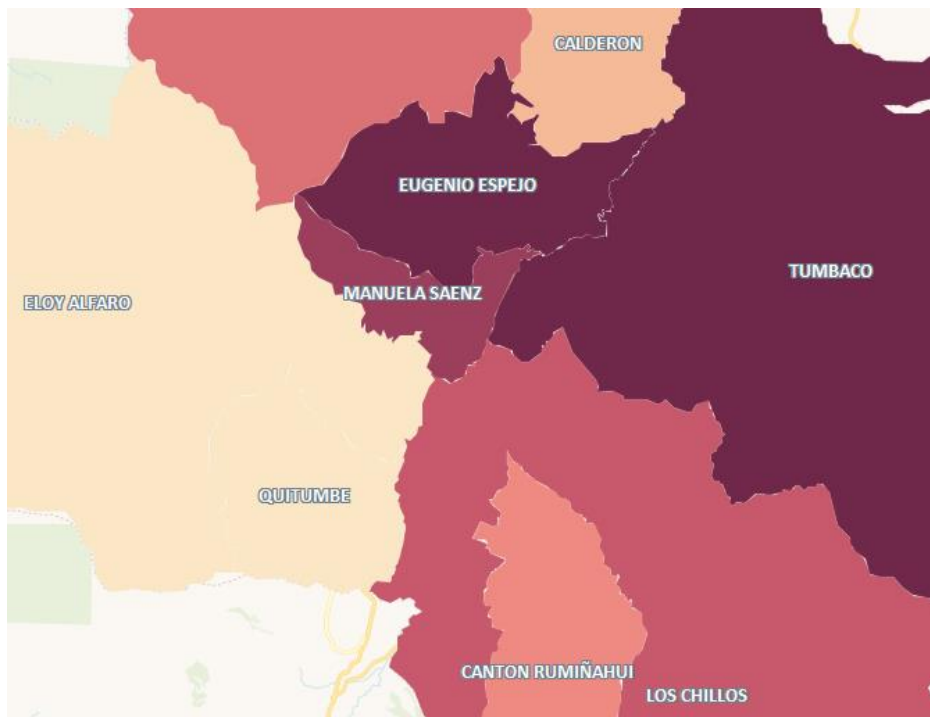 CALDERON
EUGENIO ESPEJO
TUMBACO
MANUELA SAENZ
ELOY ALFARO
QUITUMBE
CANTON RUMIÑAHUI
LOS CHILLOS